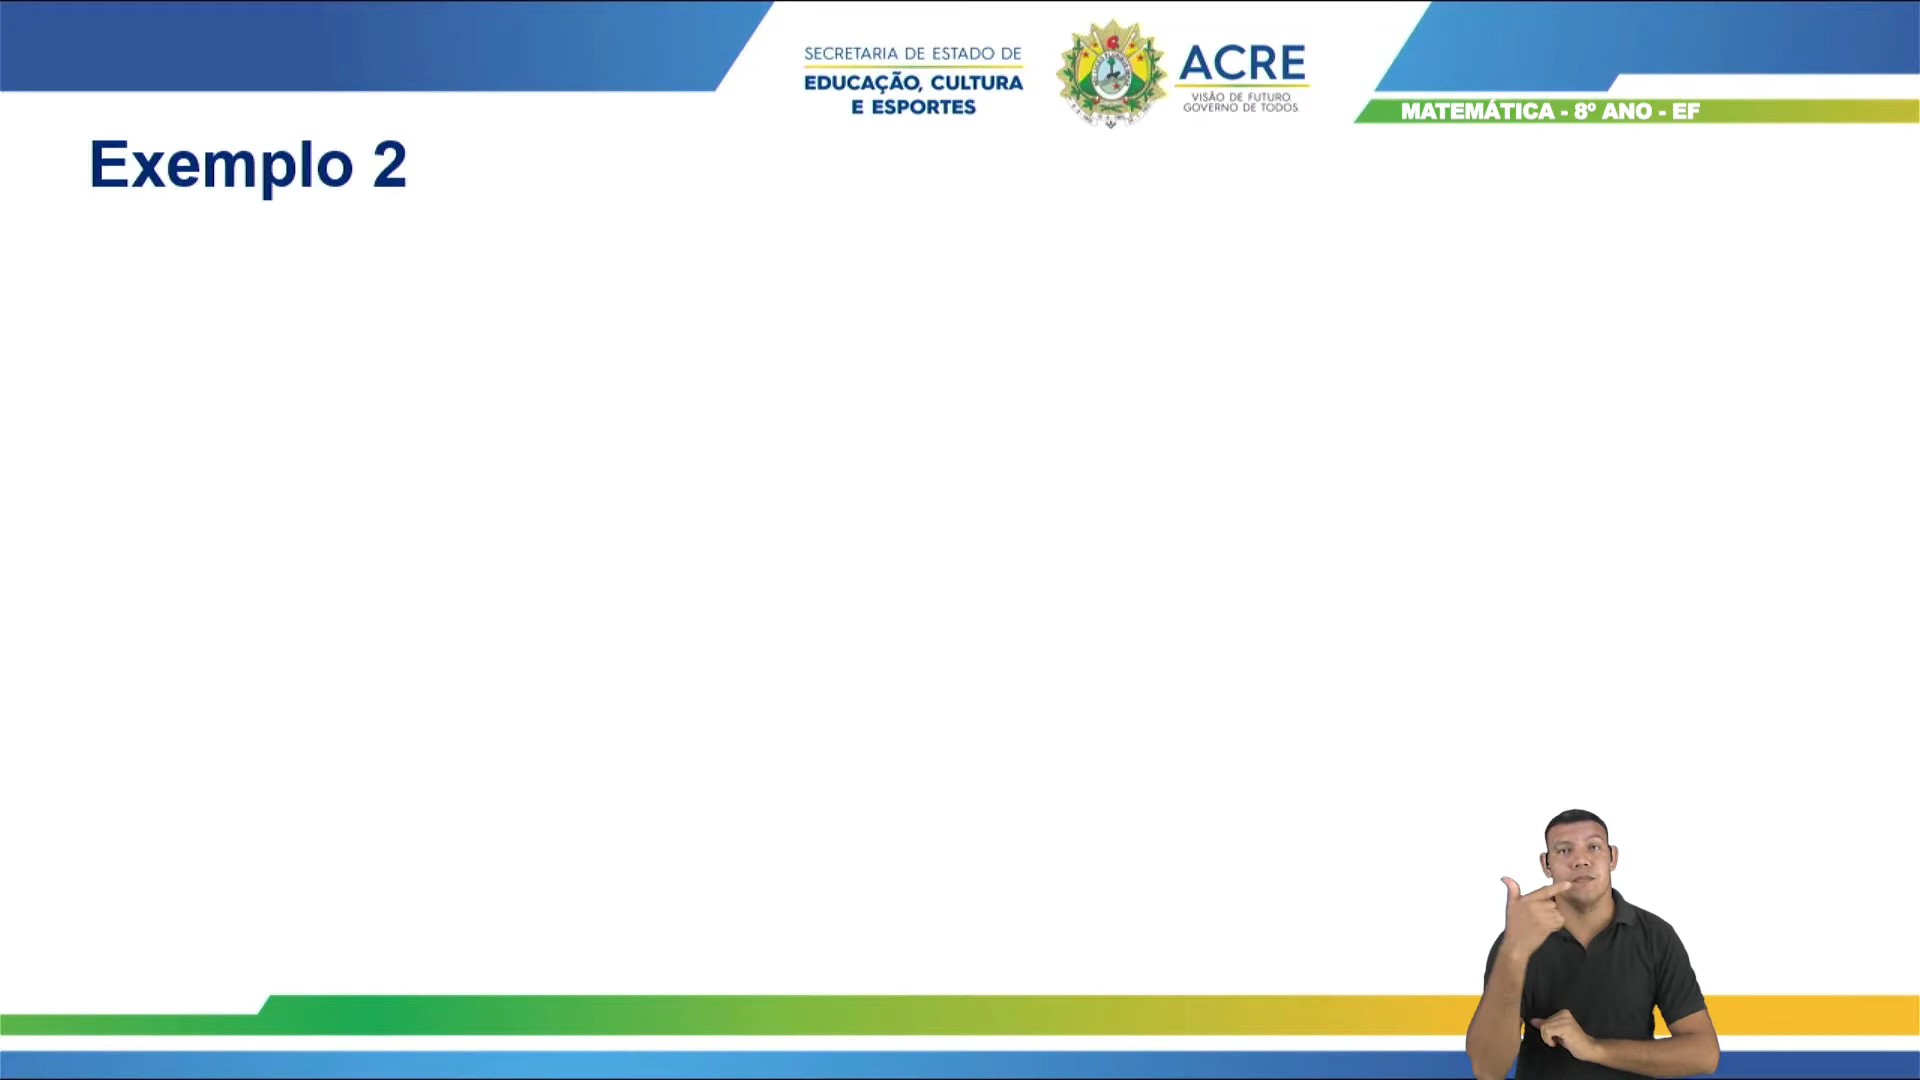 SECRETARIA DE ESTADO DE
EDUCAÇÃO, CULTURA
E ESPORTES
ACRE
VISÃO DE FUTURO.
GOVERNO DE TODOS.
MATEMÁTICA - 8º ANO - EF
Exemplo 2